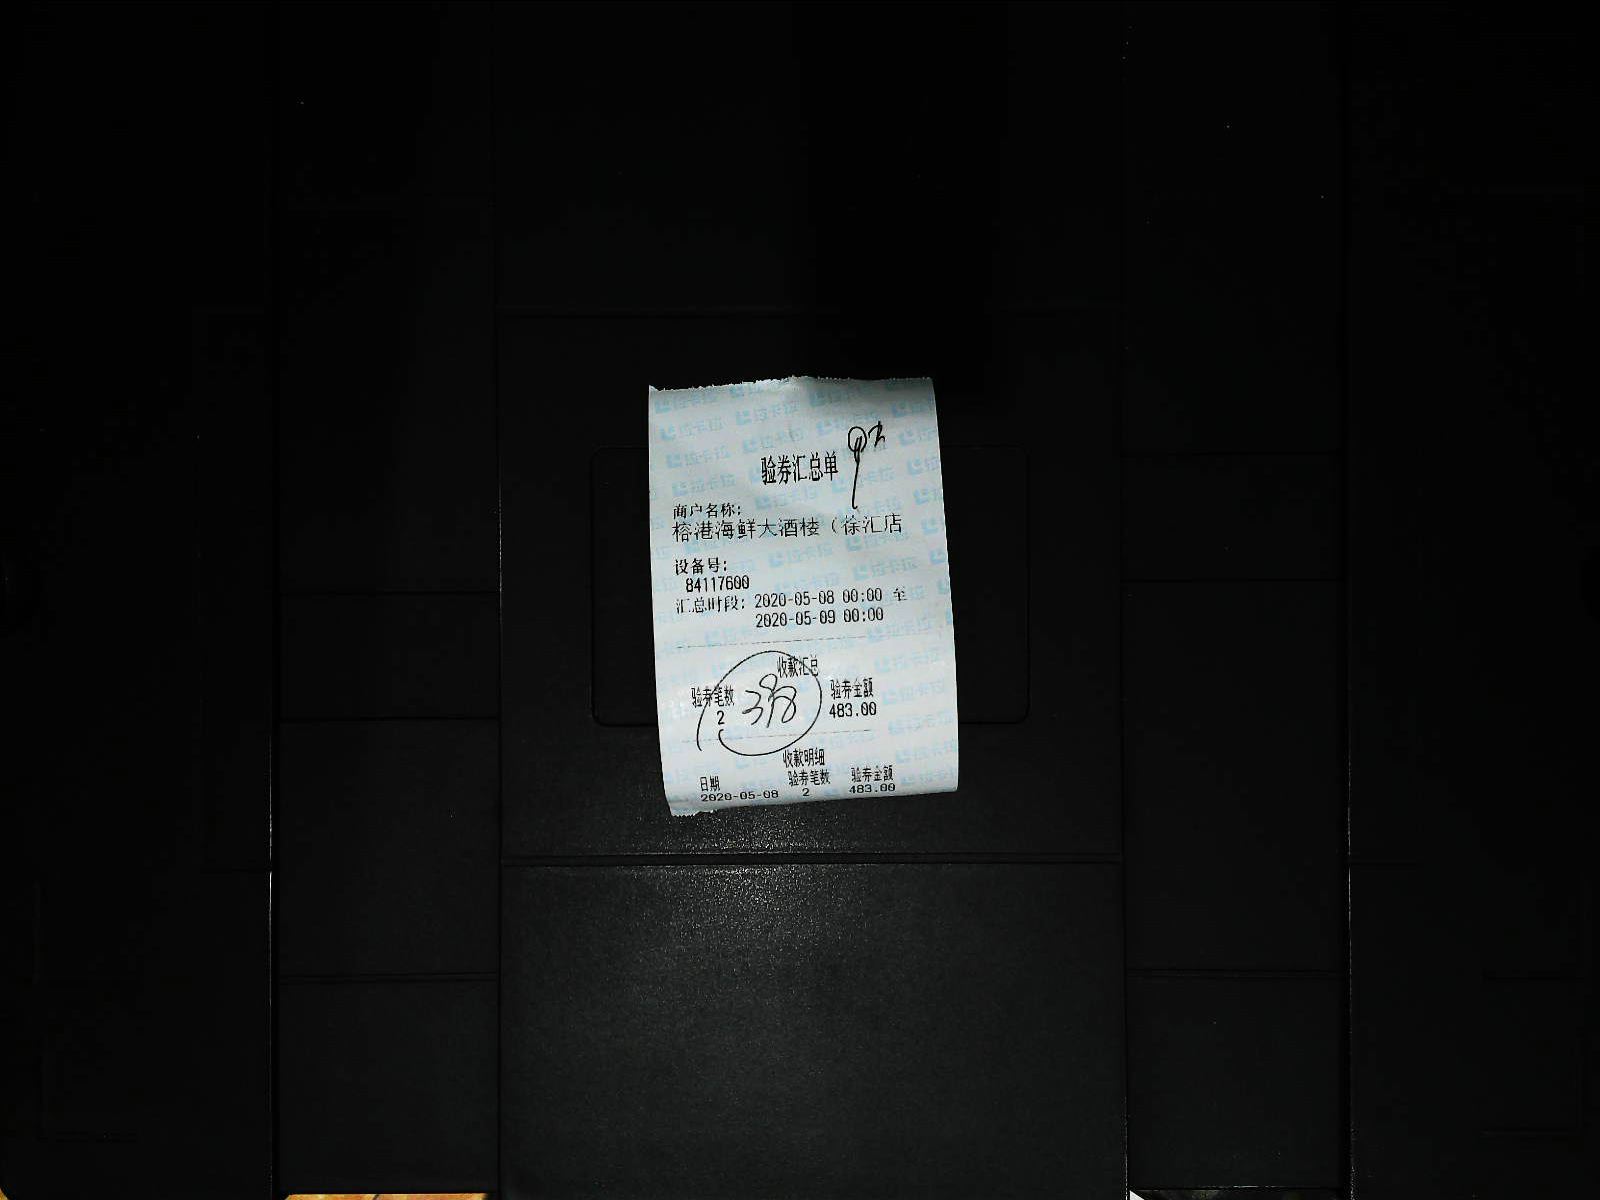 验券汇总单
商户名称:
榕港海鲜大酒楼（徐汇店
设备号:
84117600
汇总时段: 2020-05-08 00:00 至
2020-05-09 00:00
收款汇总
验券笔数 验券金额
2 398 483.00
收款明细
日期 验券笔数 验券金额
2020-05-08 2 483.00